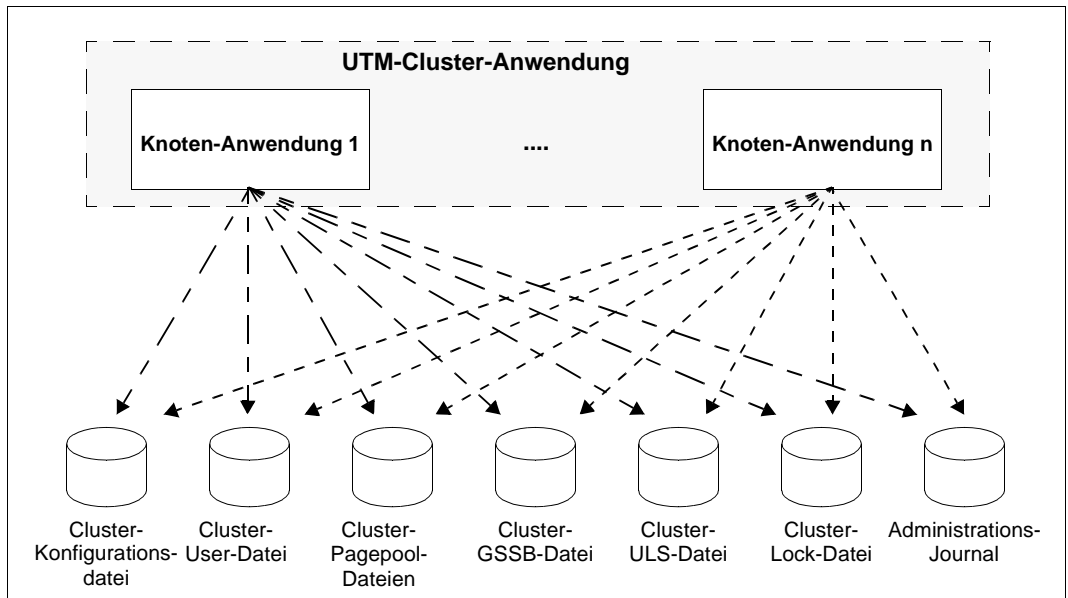 UTM-Cluster-Anwendung
Knoten-Anwendung 1
....
Knoten-Anwendung n
Cluster-
Konfigurations-
datei
Cluster-
User-Datei
Cluster-
Pagepool-
Dateien
Cluster-
GSSB-Datei
Cluster-
ULS-Datei
Cluster-
Lock-Datei
Administrations-
Journal